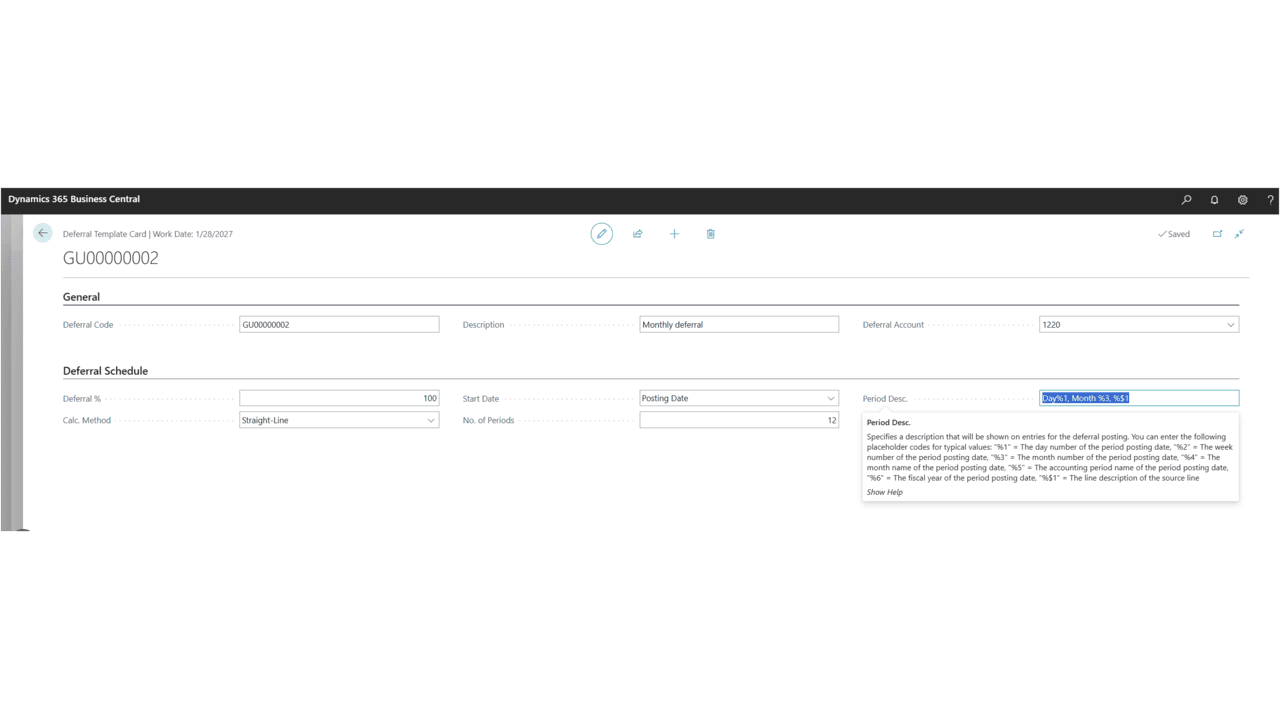 Dynamics 365 Business Central
Deferral Template Card | Work Date: 1/28/2027
Saved
GU00000002
General
Deferral Code
GU00000002
Description
Monthly deferral
Deferral Account
1220
Deferral Schedule
Deferral %
100
Start Date
Posting Date
Period Desc.
Day%1, Month %3, %$1
Calc. Method
Straight-Line
No. of Periods
12
Period Desc.
Specifies a description that will be shown on entries for the deferral posting. You can enter the following
placeholder codes for typical values: "%1" = The day number of the period posting date, "%2" = The week
number of the period posting date, "%3" = The month number of the period posting date, "%4" = The
month name of the period posting date, "%5" = The accounting period name of the period posting date,
"%6" = The fiscal year of the period posting date, "%$1" = The line description of the source line
Show Help